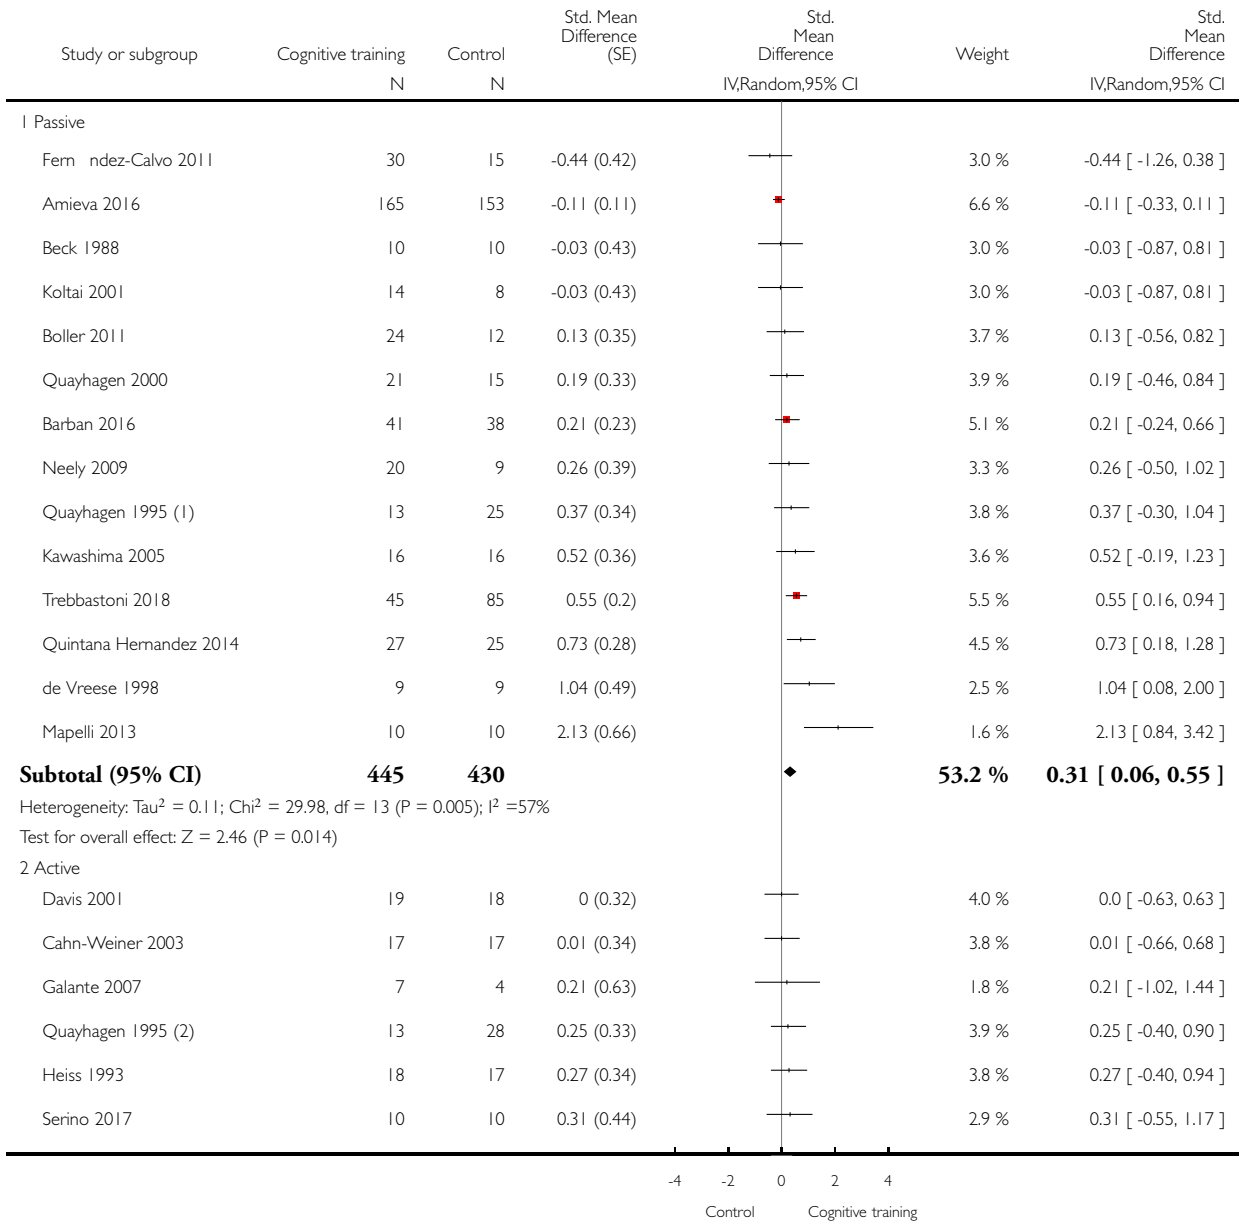 Study or subgroup Cognitive training Control Std. Mean Difference (SE) Std. Mean Difference Weight Std. Mean Difference
N N IV,Random,95% CI IV,Random,95% CI
1 Passive
Fern ndez-Calvo 2011 30 15 -0.44 (0.42) 3.0 % -0.44 [ -1.26, 0.38 ]
Amieva 2016 165 153 -0.11 (0.11) 6.6 % -0.11 [ -0.33, 0.11 ]
Beck 1988 10 10 -0.03 (0.43) 3.0 % -0.03 [ -0.87, 0.81 ]
Koltai 2001 14 8 -0.03 (0.43) 3.0 % -0.03 [ -0.87, 0.81 ]
Boller 2011 24 12 0.13 (0.35) 3.7 % 0.13 [ -0.56, 0.82 ]
Quayhagen 2000 21 15 0.19 (0.33) 3.9 % 0.19 [ -0.46, 0.84 ]
Barban 2016 41 38 0.21 (0.23) 5.1 % 0.21 [ -0.24, 0.66 ]
Neely 2009 20 9 0.26 (0.39) 3.3 % 0.26 [ -0.50, 1.02 ]
Quayhagen 1995 (1) 13 25 0.37 (0.34) 3.8 % 0.37 [ -0.30, 1.04 ]
Kawashima 2005 16 16 0.52 (0.36) 3.6 % 0.52 [ -0.19, 1.23 ]
Trebbastoni 2018 45 85 0.55 (0.2) 5.5 % 0.55 [ 0.16, 0.94 ]
Quintana Hernandez 2014 27 25 0.73 (0.28) 4.5 % 0.73 [ 0.18, 1.28 ]
de Vreese 1998 9 9 1.04 (0.49) 2.5 % 1.04 [ 0.08, 2.00 ]
Mapelli 2013 10 10 2.13 (0.66) 1.6 % 2.13 [ 0.84, 3.42 ]
Subtotal (95% CI) 445 430 53.2 % 0.31 [ 0.06, 0.55 ]
Heterogeneity: Tau² = 0.11; Chi² = 29.98, df = 13 (P = 0.005); I² =57%
Test for overall effect: Z = 2.46 (P = 0.014)
2 Active
Davis 2001 19 18 0 (0.32) 4.0 % 0.0 [ -0.63, 0.63 ]
Cahn-Weiner 2003 17 17 0.01 (0.34) 3.8 % 0.01 [ -0.66, 0.68 ]
Galante 2007 7 4 0.21 (0.63) 1.8 % 0.21 [ -1.02, 1.44 ]
Quayhagen 1995 (2) 13 28 0.25 (0.33) 3.9 % 0.25 [ -0.40, 0.90 ]
Heiss 1993 18 17 0.27 (0.34) 3.8 % 0.27 [ -0.40, 0.94 ]
Serino 2017 10 10 0.31 (0.44) 2.9 % 0.31 [ -0.55, 1.17 ]
-4 -2 0 2 4
Control Cognitive training